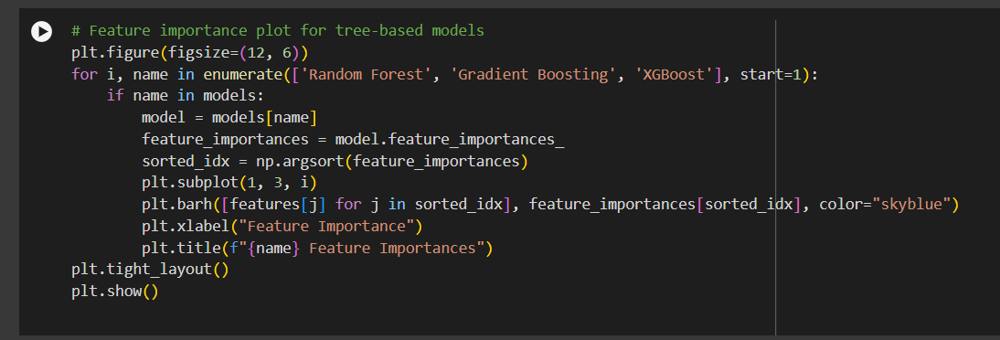 # Feature importance plot for tree-based models
plt.figure(figsize=(12, 6))
for i, name in enumerate(['Random Forest', 'Gradient Boosting', 'XGBoost'], start=1):
    if name in models:
        model = models[name]
        feature_importances = model.feature_importances_
        sorted_idx = np.argsort(feature_importances)
        plt.subplot(1, 3, i)
        plt.barh([features[j] for j in sorted_idx], feature_importances[sorted_idx], color="skyblue")
        plt.xlabel("Feature Importance")
        plt.title(f"{name} Feature Importances")
plt.tight_layout()
plt.show()